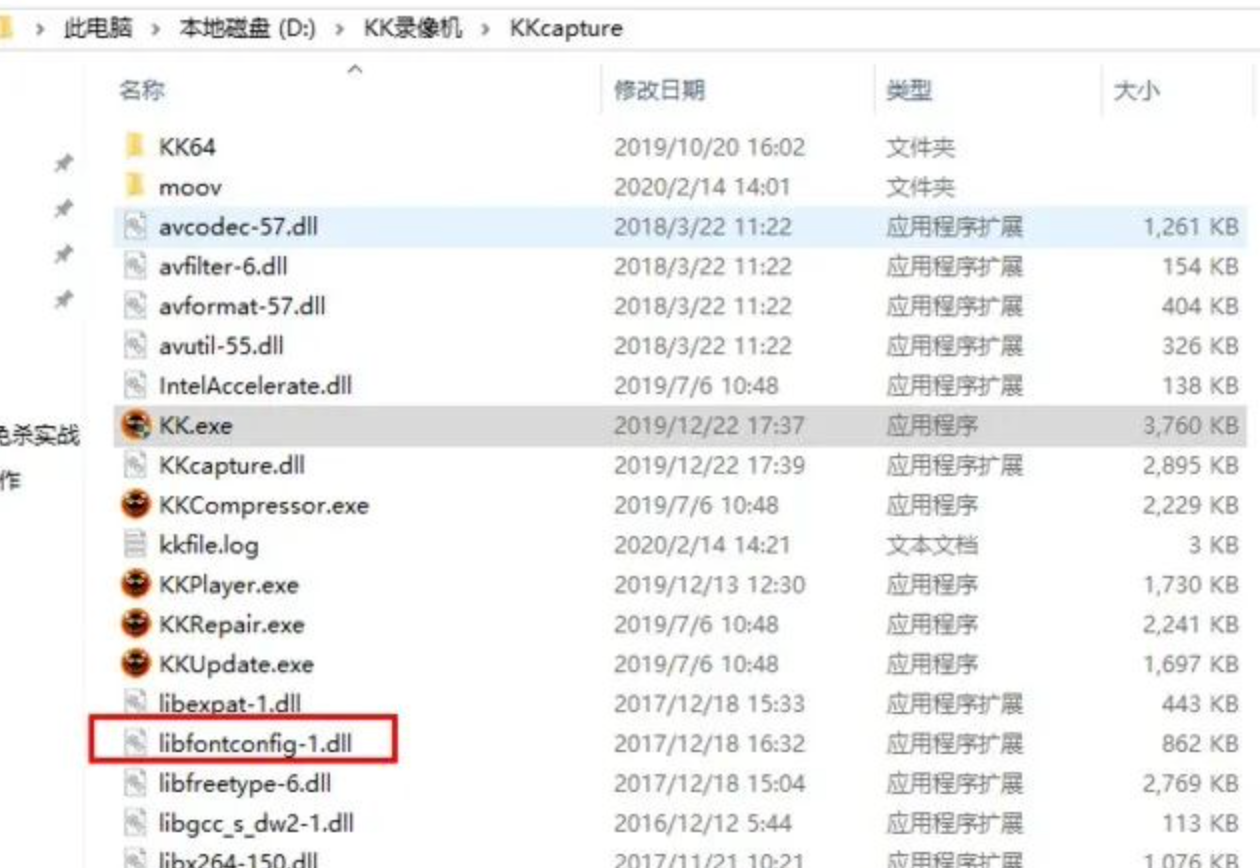 此电脑 › 本地磁盘 (D:) › KK录像机 › KKcapture
名称 修改日期 类型 大小
KK64 2019/10/20 16:02 文件夹
moov 2020/2/14 14:01 文件夹
avcodec-57.dll 2018/3/22 11:22 应用程序扩展 1,261 KB
avfilter-6.dll 2018/3/22 11:22 应用程序扩展 154 KB
avformat-57.dll 2018/3/22 11:22 应用程序扩展 404 KB
avutil-55.dll 2018/3/22 11:22 应用程序扩展 326 KB
IntelAccelerate.dll 2019/7/6 10:48 应用程序扩展 138 KB
免杀实战 KK.exe 2019/12/22 17:37 应用程序 3,760 KB
作 KKcapture.dll 2019/12/22 17:39 应用程序扩展 2,895 KB
KKCompressor.exe 2019/7/6 10:48 应用程序 2,229 KB
kkfile.log 2020/2/14 14:21 文本文档 3 KB
KKPlayer.exe 2019/12/13 12:30 应用程序 1,730 KB
KKRepair.exe 2019/7/6 10:48 应用程序 2,241 KB
KKUpdate.exe 2019/7/6 10:48 应用程序 1,697 KB
libexpat-1.dll 2017/12/18 15:33 应用程序扩展 443 KB
libfontconfig-1.dll 2017/12/18 16:32 应用程序扩展 862 KB
libfreetype-6.dll 2017/12/18 15:04 应用程序扩展 2,769 KB
libgcc_s_dw2-1.dll 2016/12/12 5:44 应用程序扩展 113 KB
libx264-150.dll 2017/11/21 10:21 应用程序扩展 1,076 KB